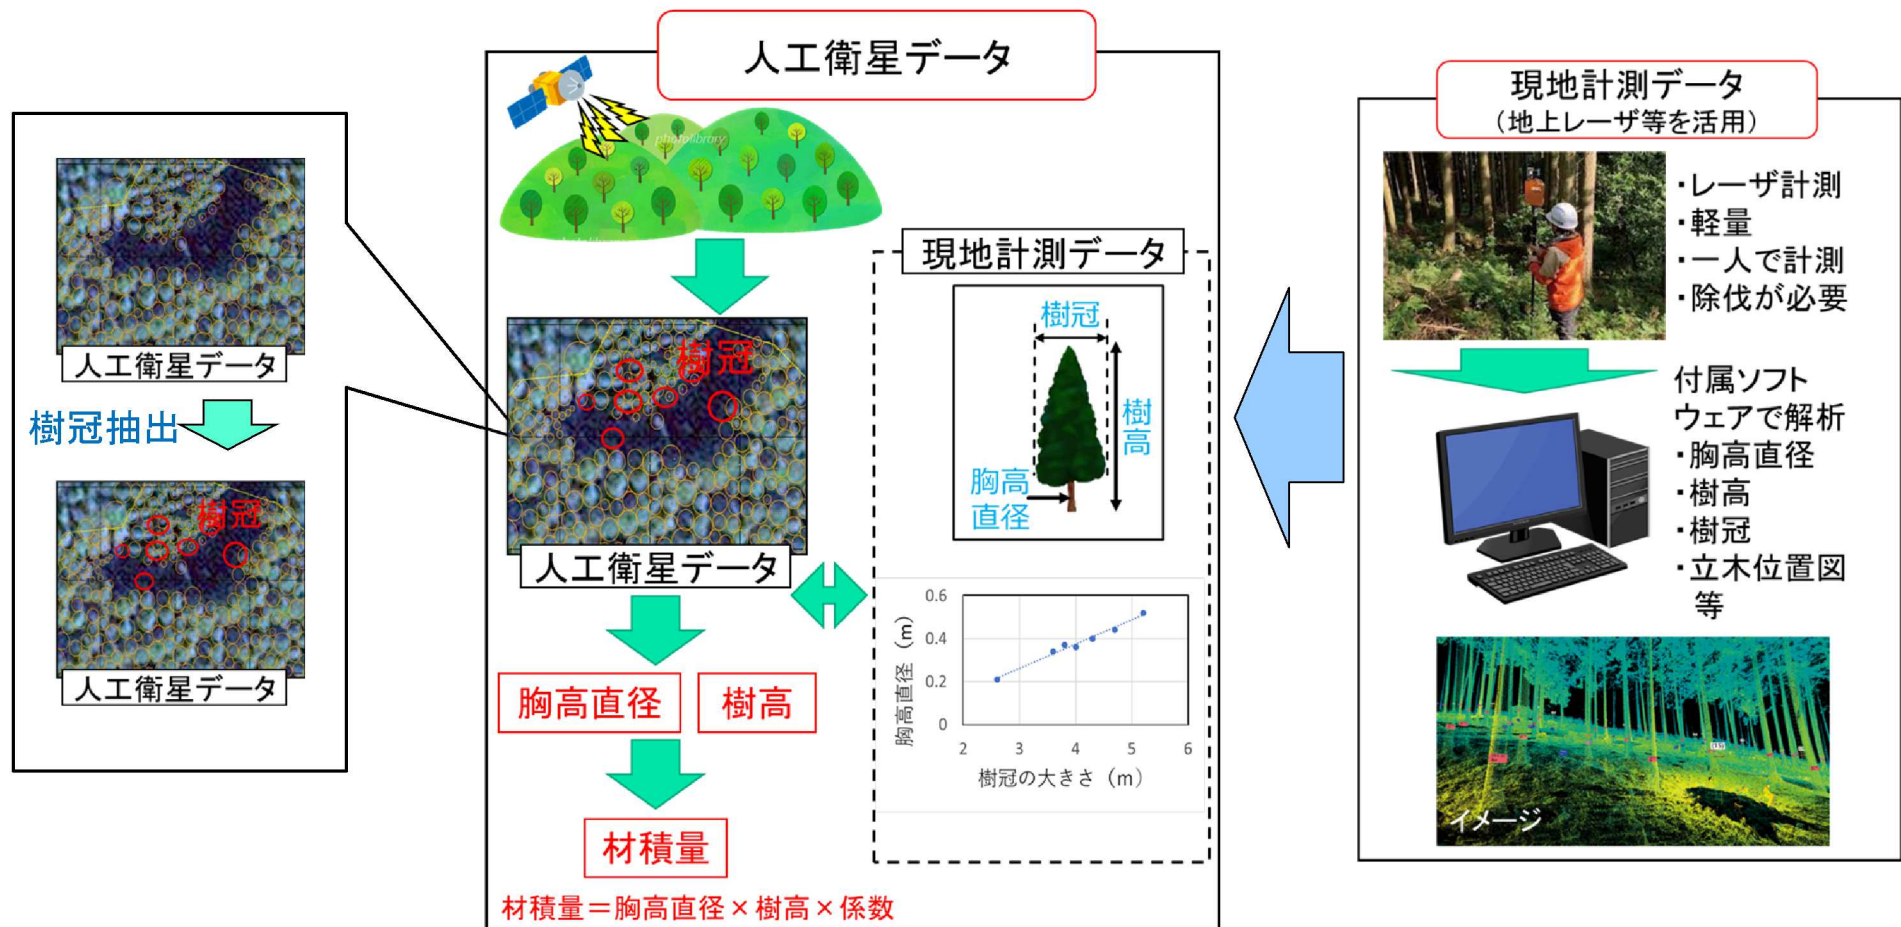 人工衛星データ
樹冠抽出
樹冠
人工衛星データ
人工衛星データ
photolibrary
樹冠
人工衛星データ
胸高直径
樹高
材積量
材積量＝胸高直径×樹高×係数
現地計測データ
樹冠
樹高
胸高
直径
0.6
0.4
0.2
0
2
3
4
5
6
胸高直径（m）
樹冠の大きさ（m）
現地計測データ
（地上レーザ等を活用）
・レーザ計測
・軽量
・一人で計測
・除伐が必要
付属ソフト
ウェアで解析
・胸高直径
・樹高
・樹冠
・立木位置図
等
イメージ